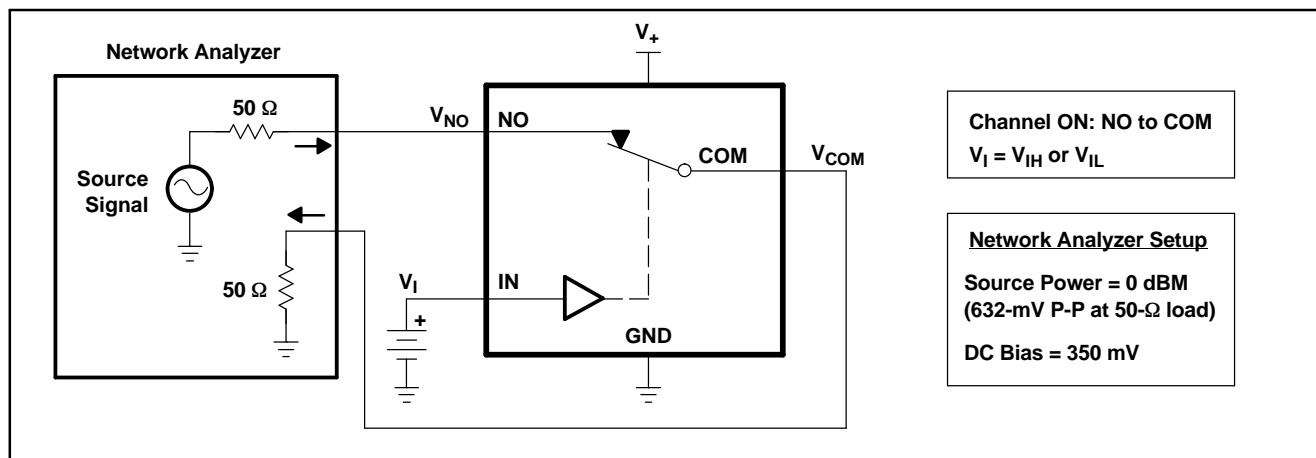 V+
Network Analyzer
50 Ω
VNO
NO
COM
VCOM
Source
Signal
50 Ω
VI
IN
+
GND
Channel ON: NO to COM
VI = VIH or VIL
Network Analyzer Setup
Source Power = 0 dBM
(632-mV P-P at 50-Ω load)
DC Bias = 350 mV